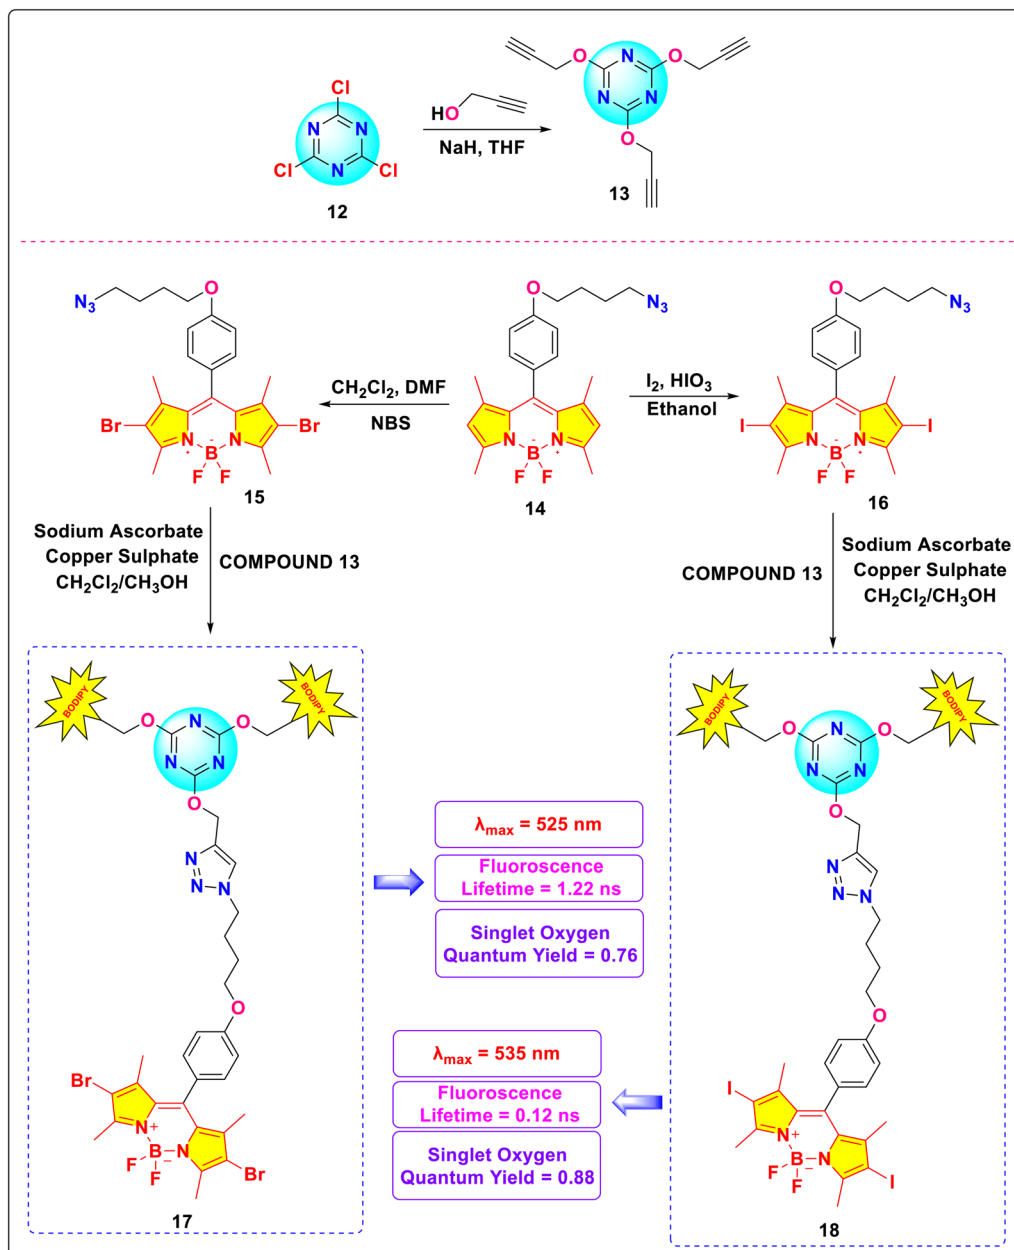 Cl
N
N
N
Cl
Cl
12
HO
NaH, THF
O
N
O
N
N
O
13
N₃
O
O
N₃
O
N₃
CH₂Cl₂, DMF
NBS
I₂, HIO₃
Ethanol
Br
Br
N
B
N
F
F
15
N
B
N
F
F
14
I
I
N
B
N
F
F
16
Sodium Ascorbate
Copper Sulphate
CH₂Cl₂/CH₃OH
COMPOUND 13
COMPOUND 13
Sodium Ascorbate
Copper Sulphate
CH₂Cl₂/CH₃OH
BODIPY
BODIPY
O
N
O
N
N
O
N
N
N
O
Br
N+
B−
N
F
F
Br
17
λmax = 525 nm
Fluoroscence
Lifetime = 1.22 ns
Singlet Oxygen
Quantum Yield = 0.76
λmax = 535 nm
Fluoroscence
Lifetime = 0.12 ns
Singlet Oxygen
Quantum Yield = 0.88
BODIPY
BODIPY
O
N
O
N
N
O
N
N
N
O
I
N+
B−
N
F
F
I
18